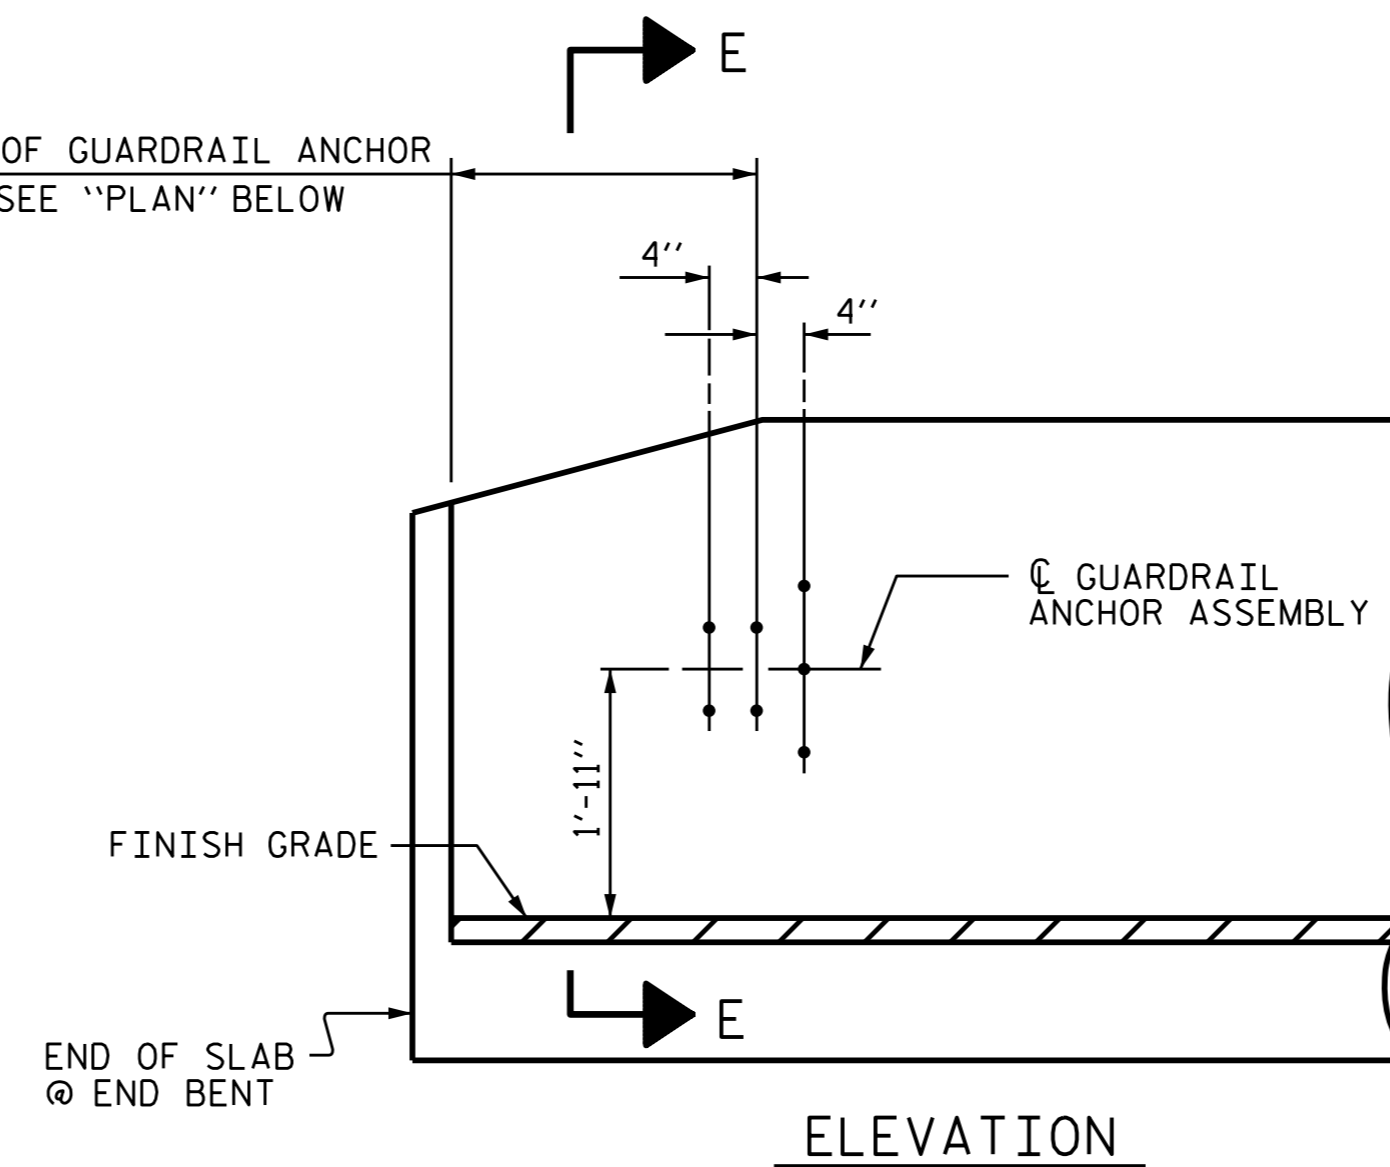 E
OF GUARDRAIL ANCHOR
SEE "PLAN" BELOW
4"
4"
℄ GUARDRAIL
ANCHOR ASSEMBLY
1'-11"
FINISH GRADE
E
END OF SLAB
@ END BENT
ELEVATION